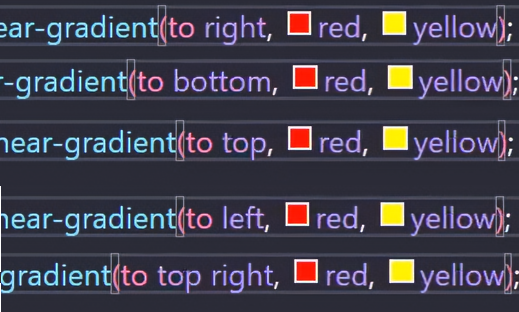 ear-gradient(to right, red, yellow);
r-gradient(to bottom, red, yellow);
near-gradient(to top, red, yellow);
near-gradient(to left, red, yellow);
gradient(to top right, red, yellow);